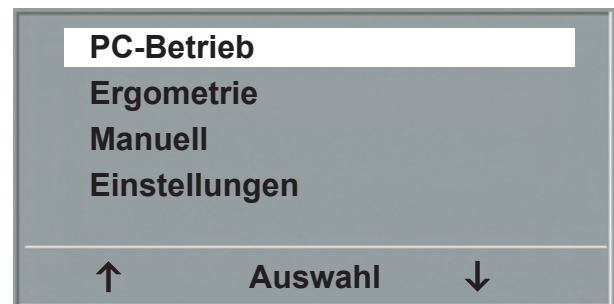 PC-Betrieb
Ergometrie
Manuell
Einstellungen
↑ Auswahl ↓